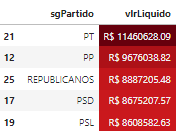 sgPartido vlrLiquido
21 PT R$ 11460628.09
12 PP R$ 9676038.82
25 REPUBLICANOS R$ 8887205.48
17 PSD R$ 8675207.57
19 PSL R$ 8608582.63